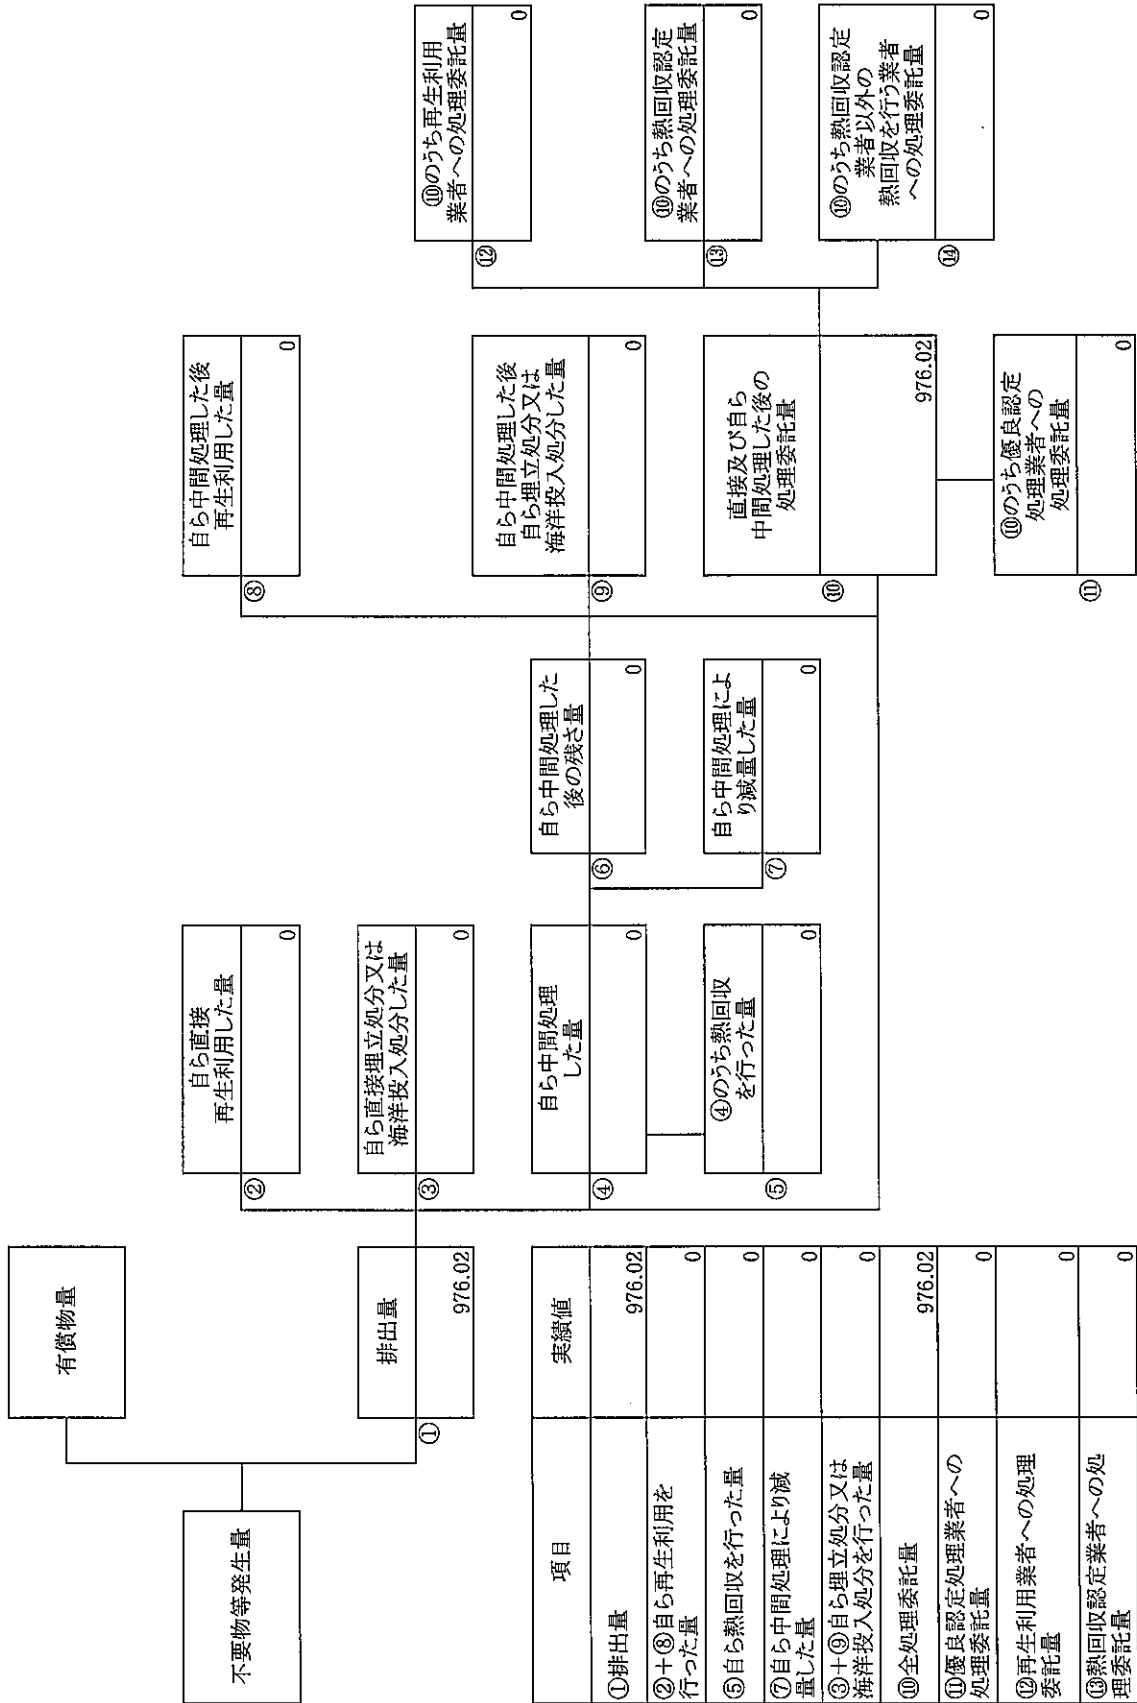 不要物等発生量
有償物量
排出量
①
976.02
自ら直接
再生利用した量
②
0
自ら直接埋立処分又は
海洋投入処分した量
③
0
自ら中間処理
した量
④
0
④のうち熱回収
を行った量
⑤
0
自ら中間処理した
後の残さ量
⑥
0
自ら中間処理によ
り減量した量
⑦
0
自ら中間処理した後
再生利用した量
⑧
0
自ら中間処理した後
自ら埋立処分又は
海洋投入処分した量
⑨
0
直接及び自ら
中間処理した後の
処理委託量
⑩
976.02
⑩のうち優良認定
処理業者への
処理委託量
⑪
0
⑩のうち再生利用
業者への処理委託量
⑫
0
⑩のうち熱回収認定
業者への処理委託量
⑬
0
⑩のうち熱回収認定
業者以外の
熱回収を行う業者
への処理委託量
⑭
0
項目 実績値
①排出量 976.02
②+⑧自ら再生利用を
行った量 0
⑤自ら熱回収を行った量 0
⑦自ら中間処理により減
量した量 0
③+⑨自ら埋立処分又は
海洋投入処分を行った量 0
⑩全処理委託量 976.02
⑪優良認定処理業者への
処理委託量 0
⑫再生利用業者への処理
委託量 0
⑬熱回収認定業者への処
理委託量 0